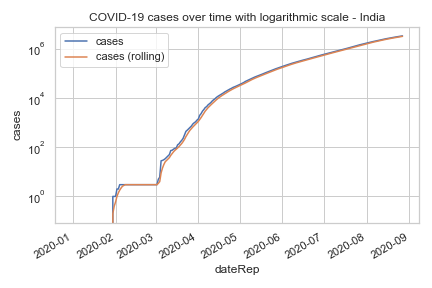 COVID-19 cases over time with logarithmic scale - India
cases
cases (rolling)
10^6
10^4
10^2
10^0
cases
2020-01
2020-02
2020-03
2020-04
2020-05
2020-06
2020-07
2020-08
2020-09
dateRep